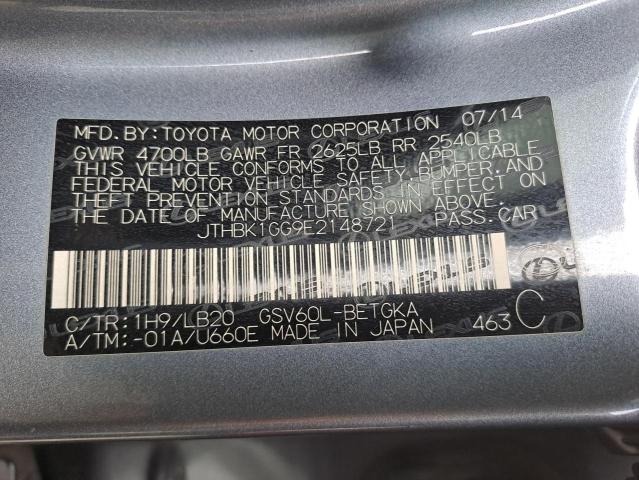 MFD.BY:TOYOTA MOTOR CORPORATION 07/14
GVWR 4700LB GAWR FR 2625LB RR 2540LB
THIS VEHICLE CONFORMS TO ALL APPLICABLE
FEDERAL MOTOR VEHICLE SAFETY,BUMPER,AND
THEFT PREVENTION STANDARDS IN EFFECT ON
THE DATE OF MANUFACTURE SHOWN ABOVE.
JTHBK1GG9E2148721 PASS.CAR
C/TR:1H9/LB20 GSV60L-BETGKA
A/TM:-01A/U660E MADE IN JAPAN 463 C